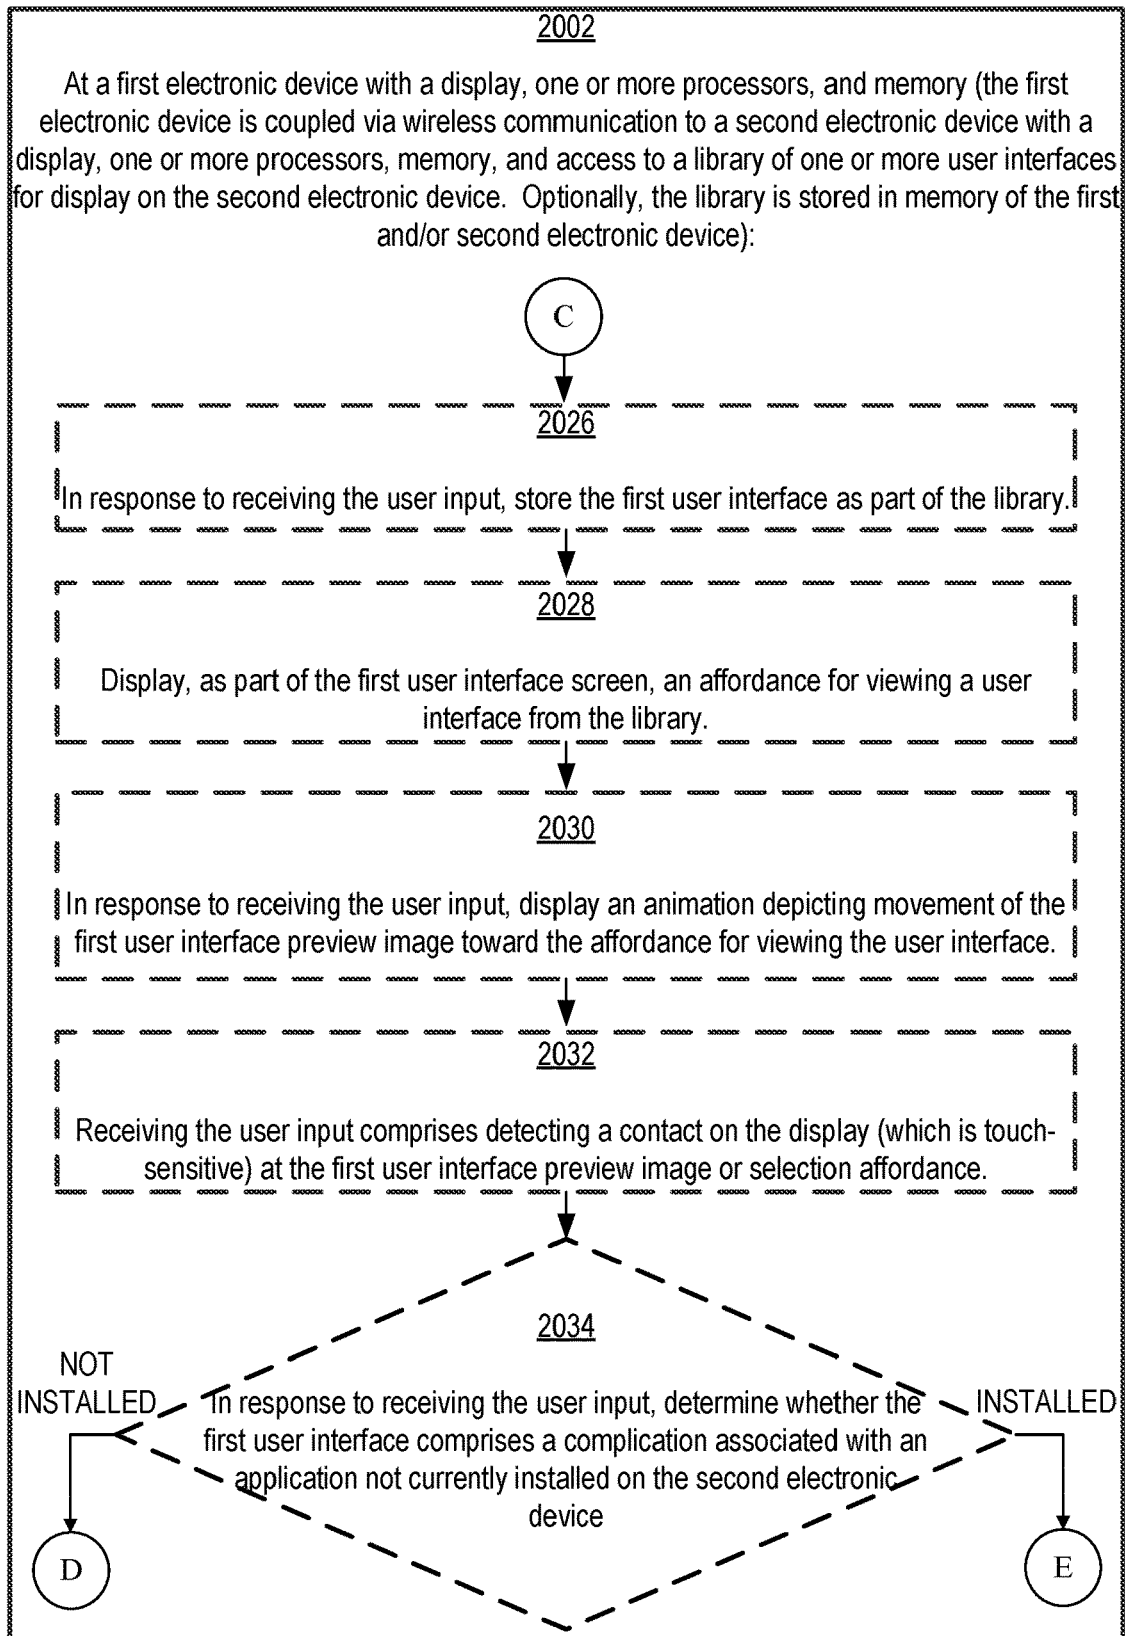 2002
At a first electronic device with a display, one or more processors, and memory (the first
electronic device is coupled via wireless communication to a second electronic device with a
display, one or more processors, memory, and access to a library of one or more user interfaces
for display on the second electronic device. Optionally, the library is stored in memory of the first
and/or second electronic device):
C
2026
In response to receiving the user input, store the first user interface as part of the library.
2028
Display, as part of the first user interface screen, an affordance for viewing a user
interface from the library.
2030
In response to receiving the user input, display an animation depicting movement of the
first user interface preview image toward the affordance for viewing the user interface.
2032
Receiving the user input comprises detecting a contact on the display (which is touch-
sensitive) at the first user interface preview image or selection affordance.
2034
NOT
INSTALLED
In response to receiving the user input, determine whether the
first user interface comprises a complication associated with an
application not currently installed on the second electronic
device
INSTALLED
D
E